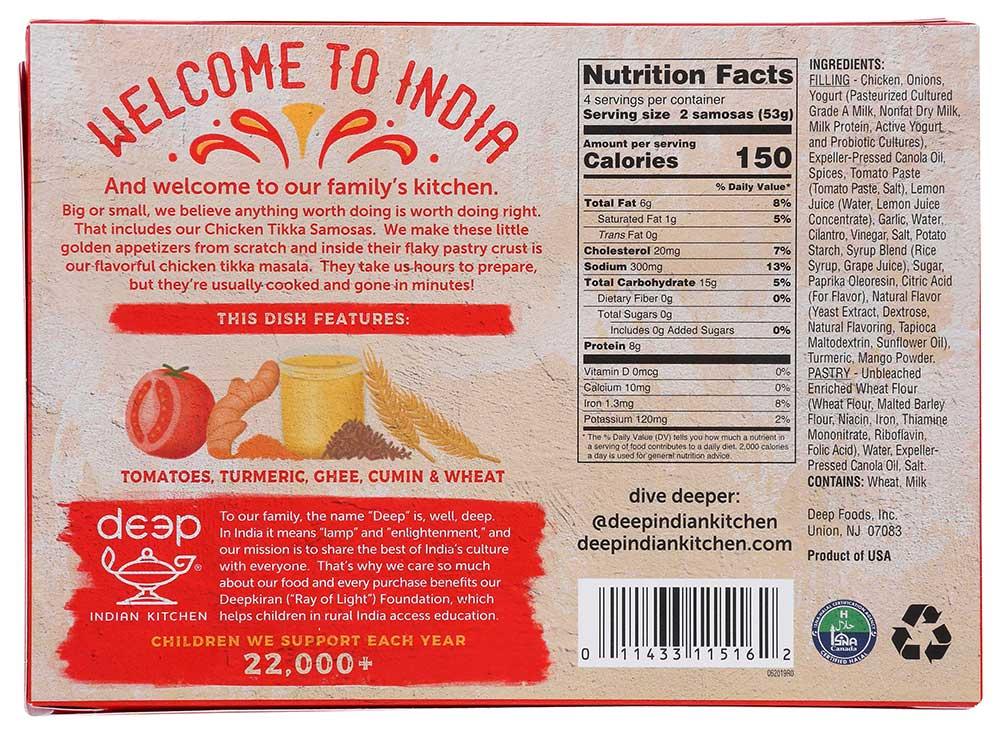 WELCOME TO INDIA
And welcome to our family's kitchen.
Big or small, we believe anything worth doing is worth doing right.
That includes our Chicken Tikka Samosas. We make these little
golden appetizers from scratch and inside their flaky pastry crust is
our flavorful chicken tikka masala. They take us hours to prepare,
but they're usually cooked and gone in minutes!
THIS DISH FEATURES:
TOMATOES, TURMERIC, GHEE, CUMIN & WHEAT
deep
®
INDIAN KITCHEN
To our family, the name "Deep" is, well, deep.
In India it means "lamp" and "enlightenment," and
our mission is to share the best of India's culture
with everyone. That's why we care so much
about our food and every purchase benefits our
Deepkiran ("Ray of Light") Foundation, which
helps children in rural India access education.
CHILDREN WE SUPPORT EACH YEAR
22,000+
Nutrition Facts
4 servings per container
Serving size 2 samosas (53g)
Amount per serving
Calories 150
% Daily Value*
Total Fat 6g 8%
Saturated Fat 1g 5%
Trans Fat 0g
Cholesterol 20mg 7%
Sodium 300mg 13%
Total Carbohydrate 15g 5%
Dietary Fiber 0g 0%
Total Sugars 0g
Includes 0g Added Sugars 0%
Protein 8g
Vitamin D 0mcg 0%
Calcium 10mg 0%
Iron 1.3mg 8%
Potassium 120mg 2%
* The % Daily Value (DV) tells you how much a nutrient in
a serving of food contributes to a daily diet. 2,000 calories
a day is used for general nutrition advice.
dive deeper:
@deepindiankitchen
deepindiankitchen.com
0 11433 11516 2
062019R0
INGREDIENTS:
FILLING - Chicken, Onions,
Yogurt (Pasteurized Cultured
Grade A Milk, Nonfat Dry Milk,
Milk Protein, Active Yogurt
and Probiotic Cultures),
Expeller-Pressed Canola Oil,
Spices, Tomato Paste
(Tomato Paste, Salt), Lemon
Juice (Water, Lemon Juice
Concentrate), Garlic, Water,
Cilantro, Vinegar, Salt, Potato
Starch, Syrup Blend (Rice
Syrup, Grape Juice), Sugar,
Paprika Oleoresin, Citric Acid
(For Flavor), Natural Flavor
(Yeast Extract, Dextrose,
Natural Flavoring, Tapioca
Maltodextrin, Sunflower Oil),
Turmeric, Mango Powder.
PASTRY - Unbleached
Enriched Wheat Flour
(Wheat Flour, Malted Barley
Flour, Niacin, Iron, Thiamine
Mononitrate, Riboflavin,
Folic Acid), Water, Expeller-
Pressed Canola Oil, Salt.
CONTAINS: Wheat, Milk
Deep Foods, Inc.
Union, NJ 07083
Product of USA
ISNA HALAL CERTIFICATION AGENCY
H
حلال
ISNA
Canada
CERTIFIED HALAL